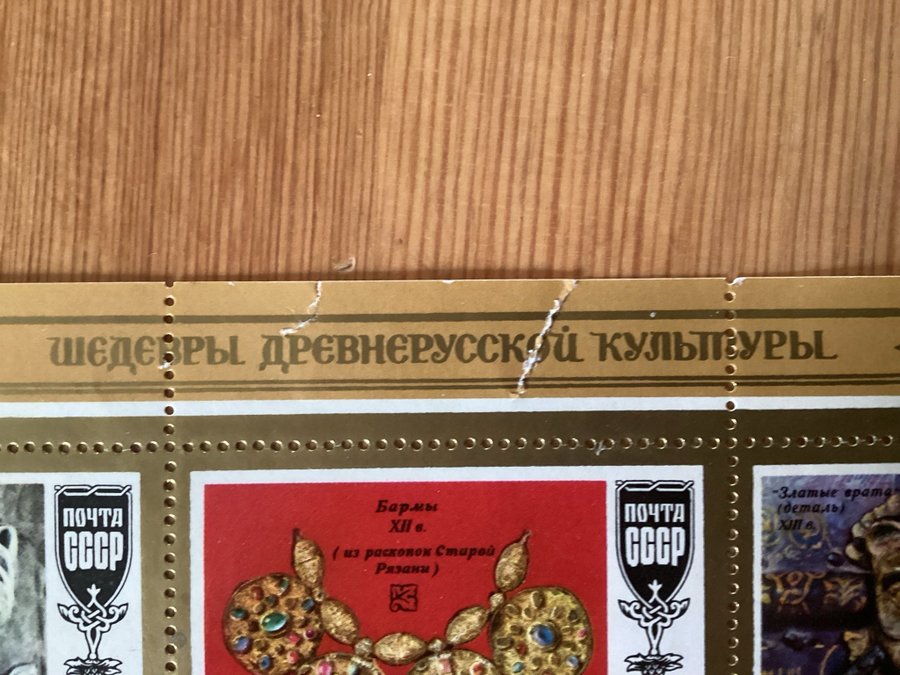 ШЕДЕВРЫ ДРЕВНЕРУССКОЙ КУЛЬТУРЫ
ПОЧТА
СССР
Бармы
XII в.
(из раскопок Старой
Рязани)
ПОЧТА
СССР
"Златые врата
(деталь)
XIII в.